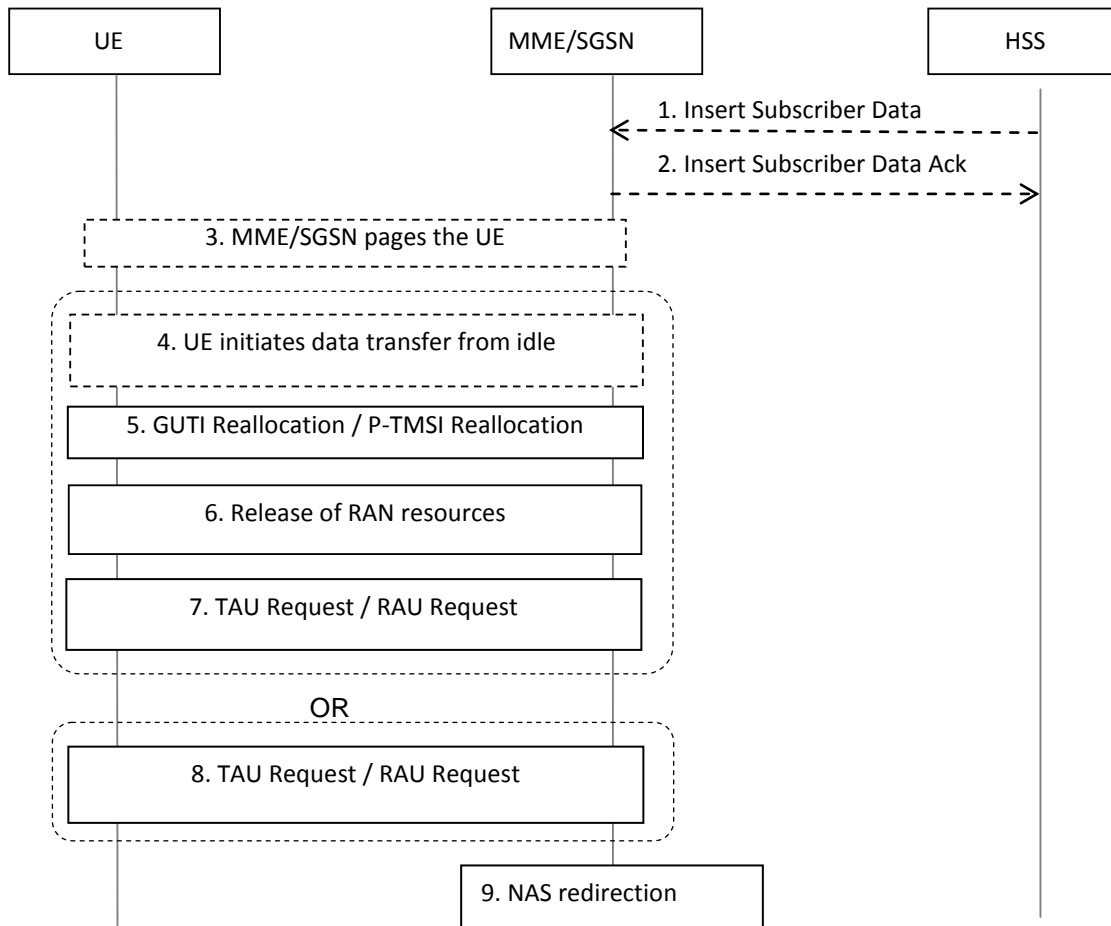 UE
MME/SGSN
HSS
1. Insert Subscriber Data
2. Insert Subscriber Data Ack
3. MME/SGSN pages the UE
4. UE initiates data transfer from idle
5. GUTI Reallocation / P-TMSI Reallocation
6. Release of RAN resources
7. TAU Request / RAU Request
OR
8. TAU Request / RAU Request
9. NAS redirection